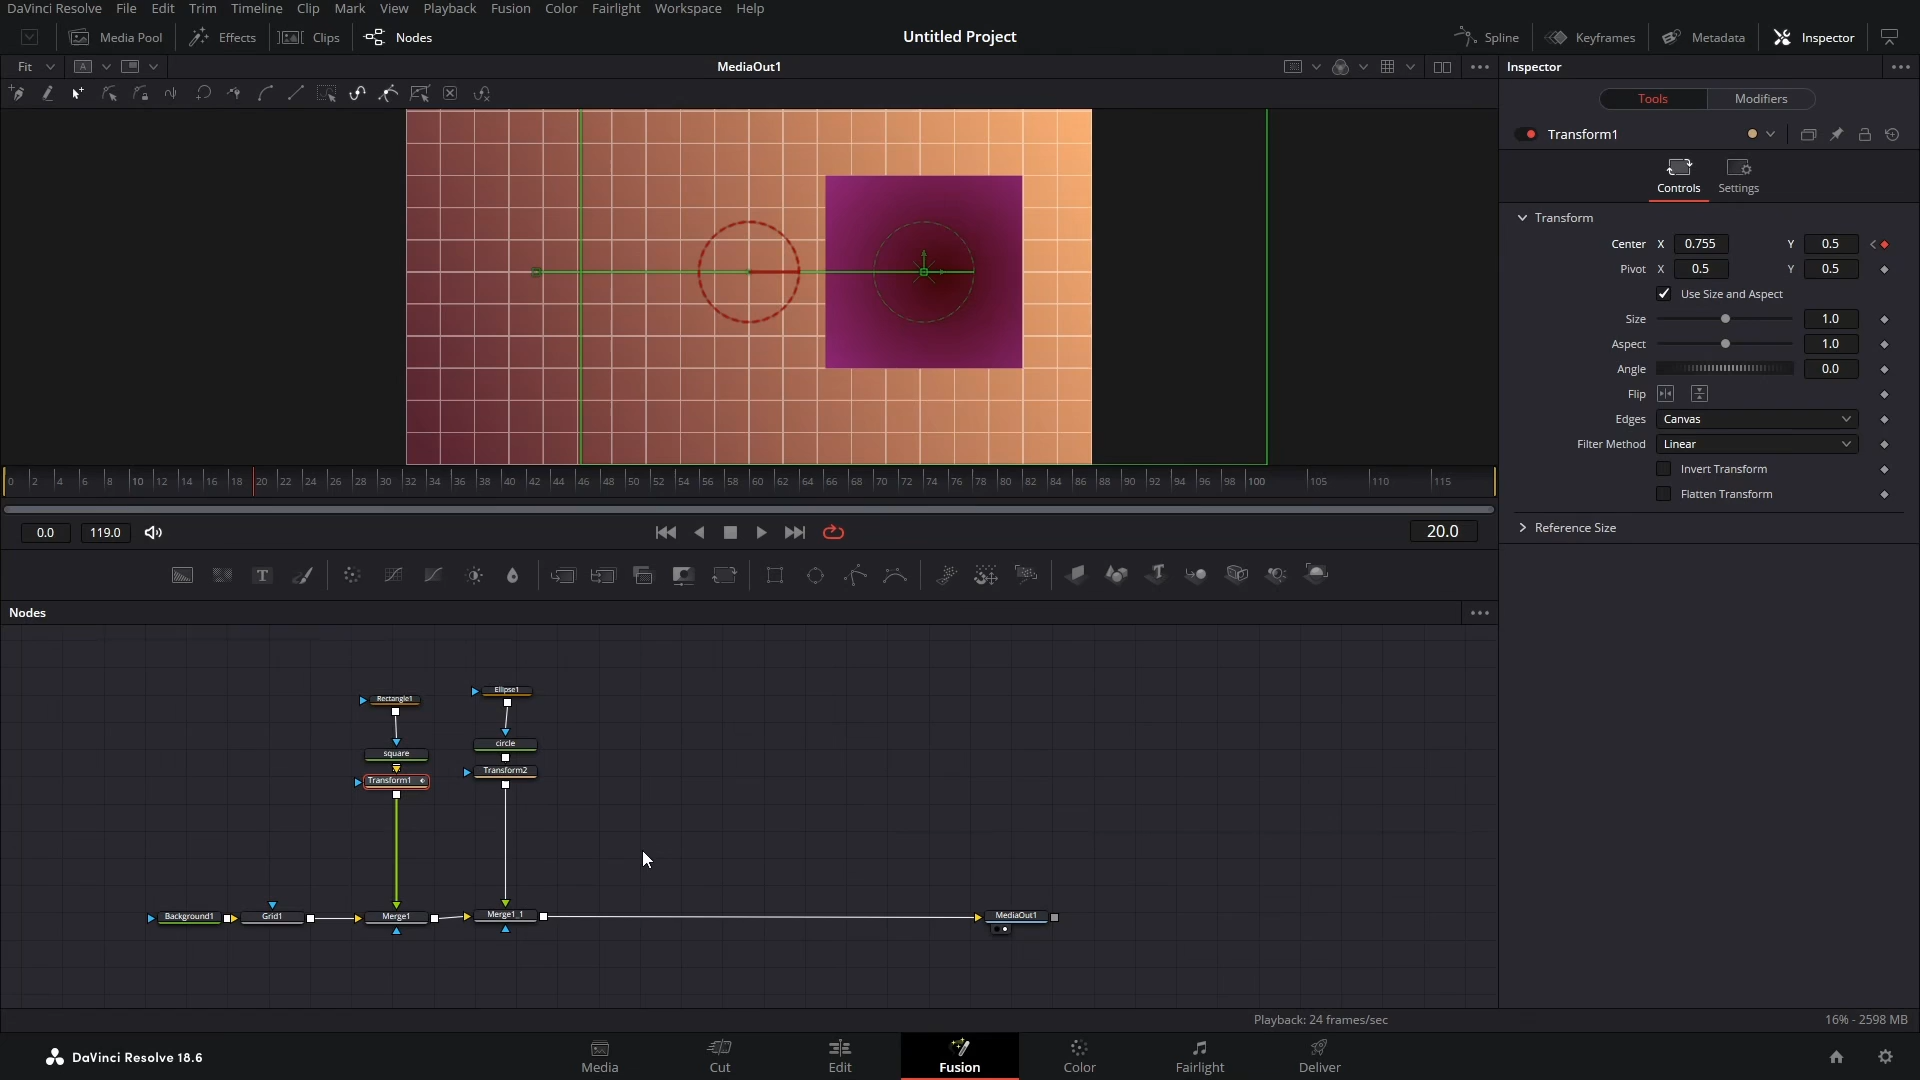 DaVinci Resolve File Edit Trim Timeline Clip Mark View Playback Fusion Color Fairlight Workspace Help
Media Pool Effects Clips Nodes Untitled Project Spline Keyframes Metadata Inspector
Fit A MediaOut1 Inspector
Tools Modifiers
Transform1
Controls Settings
Transform
Center X 0.755 Y 0.5
Pivot X 0.5 Y 0.5
Use Size and Aspect
Size 1.0
Aspect 1.0
Angle 0.0
Flip
Edges Canvas
Filter Method Linear
Invert Transform
Flatten Transform
Reference Size
0 2 4 6 8 10 12 14 16 18 20 22 24 26 28 30 32 34 36 38 40 42 44 46 48 50 52 54 56 58 60 62 64 66 68 70 72 74 76 78 80 82 84 86 88 90 92 94 96 98 100 105 110 115
0.0 119.0 20.0
T
Nodes
Rectangle1 Ellipse1
square circle
Transform1 Transform2
Background1 Grid1 Merge1 Merge1_1 MediaOut1
Playback: 24 frames/sec 16% - 2598 MB
DaVinci Resolve 18.6 Media Cut Edit Fusion Color Fairlight Deliver